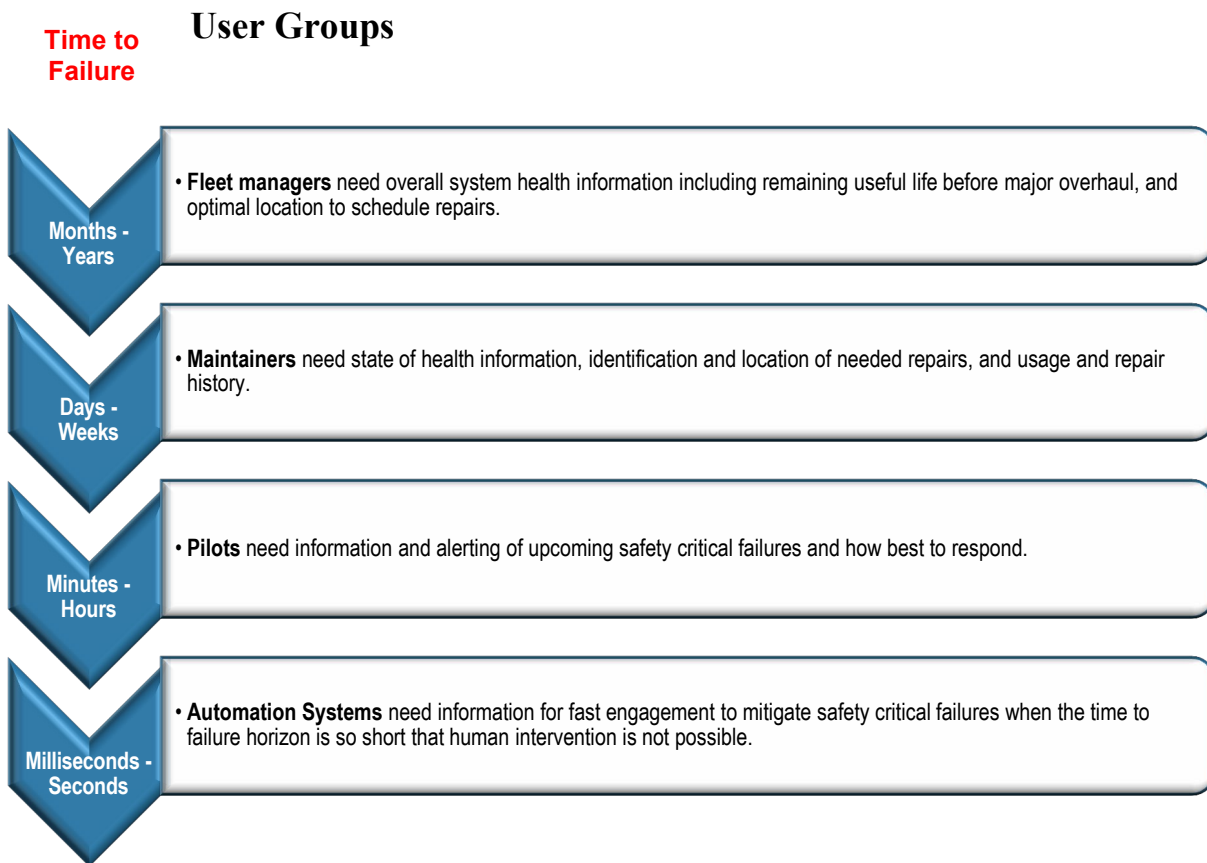 Time to
Failure
User Groups
Months -
Years
• Fleet managers need overall system health information including remaining useful life before major overhaul, and
optimal location to schedule repairs.
Days -
Weeks
• Maintainers need state of health information, identification and location of needed repairs, and usage and repair
history.
Minutes -
Hours
• Pilots need information and alerting of upcoming safety critical failures and how best to respond.
Milliseconds -
Seconds
• Automation Systems need information for fast engagement to mitigate safety critical failures when the time to
failure horizon is so short that human intervention is not possible.